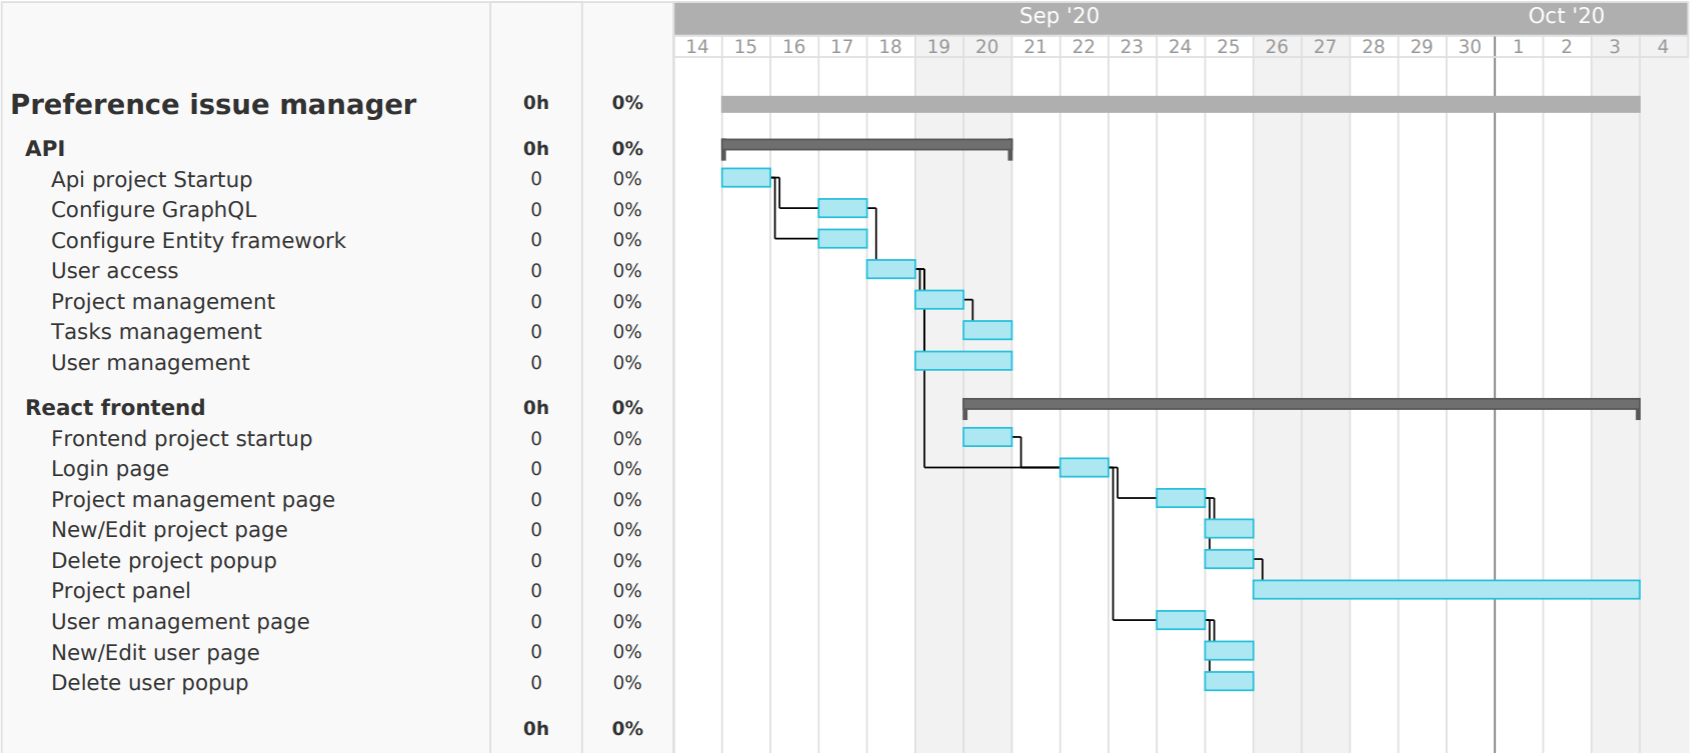 Sep '20 Oct '20
14 15 16 17 18 19 20 21 22 23 24 25 26 27 28 29 30 1 2 3 4
Preference issue manager 0h 0%
API 0h 0%
Api project Startup 0 0%
Configure GraphQL 0 0%
Configure Entity framework 0 0%
User access 0 0%
Project management 0 0%
Tasks management 0 0%
User management 0 0%
React frontend 0h 0%
Frontend project startup 0 0%
Login page 0 0%
Project management page 0 0%
New/Edit project page 0 0%
Delete project popup 0 0%
Project panel 0 0%
User management page 0 0%
New/Edit user page 0 0%
Delete user popup 0 0%
0h 0%